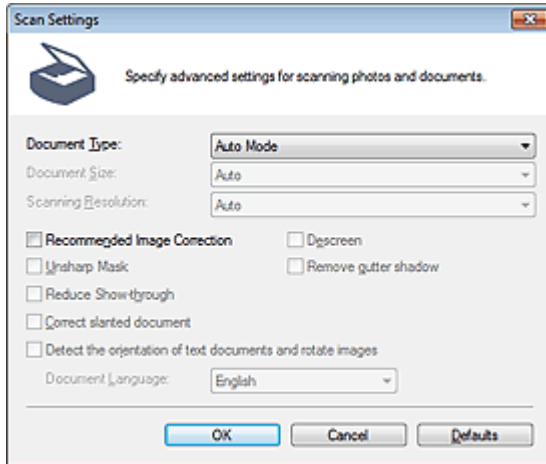 Scan Settings
Specify advanced settings for scanning photos and documents.
Document Type: Auto Mode
Document Size: Auto
Scanning Resolution: Auto
Recommended Image Correction Descreen
Unsharp Mask Remove gutter shadow
Reduce Show-through
Correct slanted document
Detect the orientation of text documents and rotate images
Document Language: English
OK Cancel Defaults